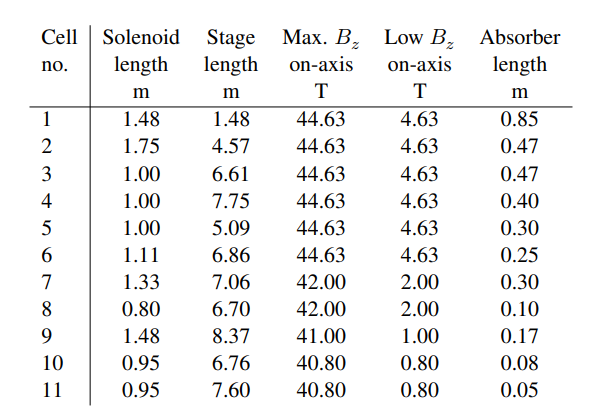 Cell Solenoid Stage Max. B_z Low B_z Absorber
no. length length on-axis on-axis length
m m T T m
1 1.48 1.48 44.63 4.63 0.85
2 1.75 4.57 44.63 4.63 0.47
3 1.00 6.61 44.63 4.63 0.47
4 1.00 7.75 44.63 4.63 0.40
5 1.00 5.09 44.63 4.63 0.30
6 1.11 6.86 44.63 4.63 0.25
7 1.33 7.06 42.00 2.00 0.30
8 0.80 6.70 42.00 2.00 0.10
9 1.48 8.37 41.00 1.00 0.17
10 0.95 6.76 40.80 0.80 0.08
11 0.95 7.60 40.80 0.80 0.05